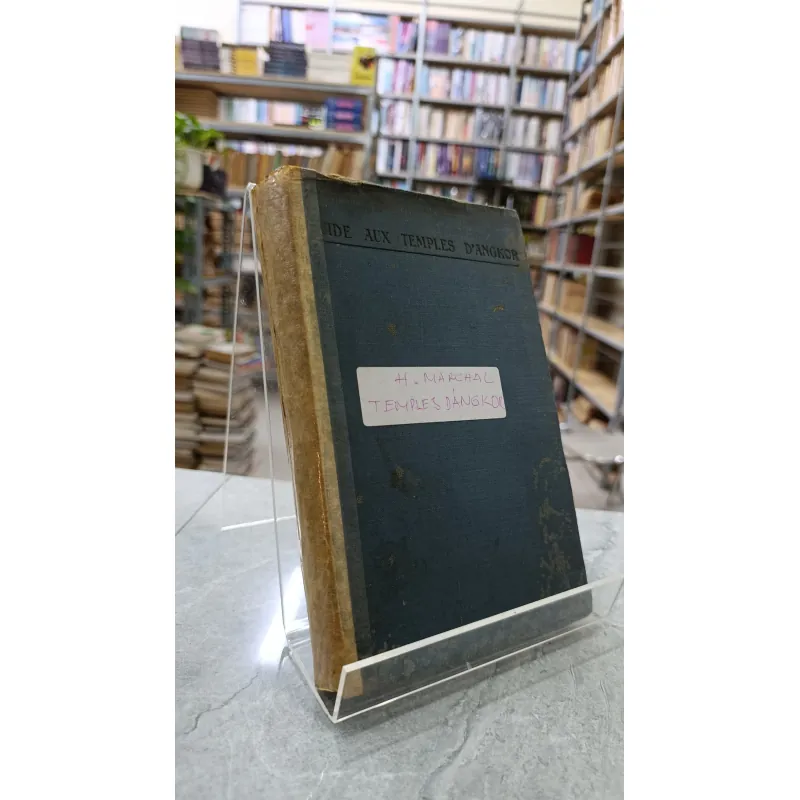 IDE AUX TEMPLES D'ANGKOR
H. MARCHAL
TEMPLES D'ANGKOR